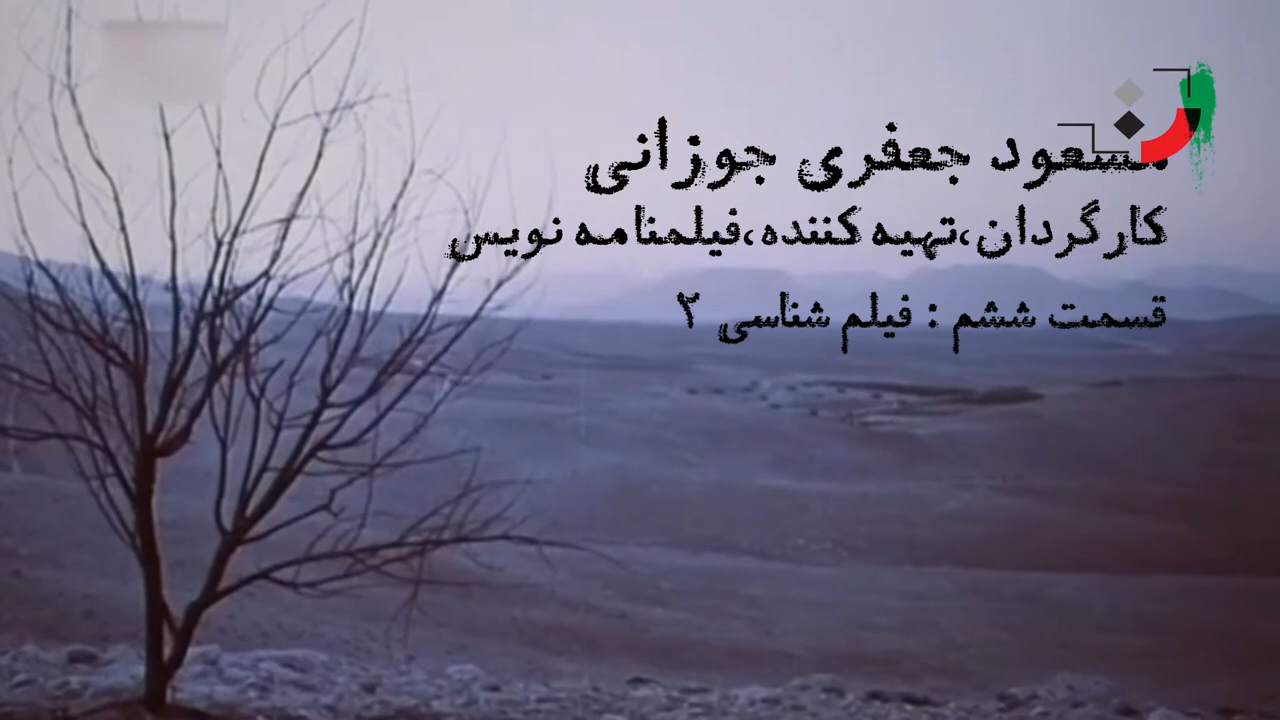 مسعود جعفری جوزانی
کارگردان،تهیه کننده،فیلمنامه نویس
قسمت ششم : فیلم شناسی ۲